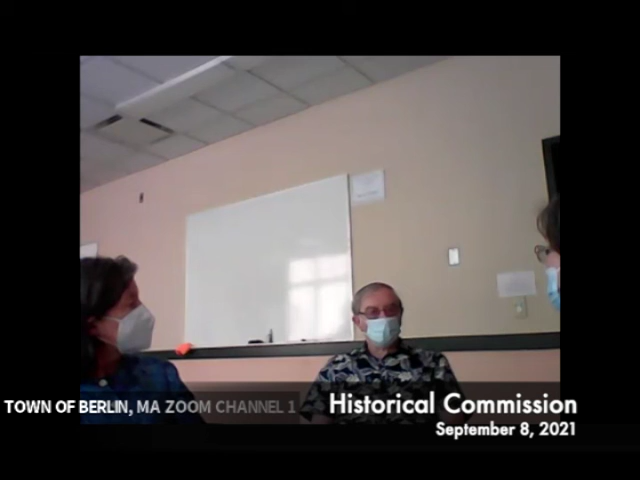 TOWN OF BERLIN, MA ZOOM CHANNEL 1
Historical Commission
September 8, 2021